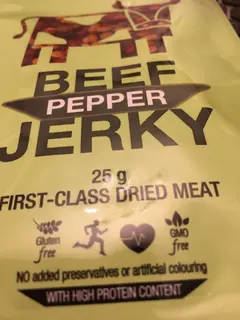 BEEF
PEPPER
JERKY
25 g
FIRST-CLASS DRIED MEAT
Gluten free
GMO free
NO added preservatives or artificial colouring
WITH HIGH PROTEIN CONTENT